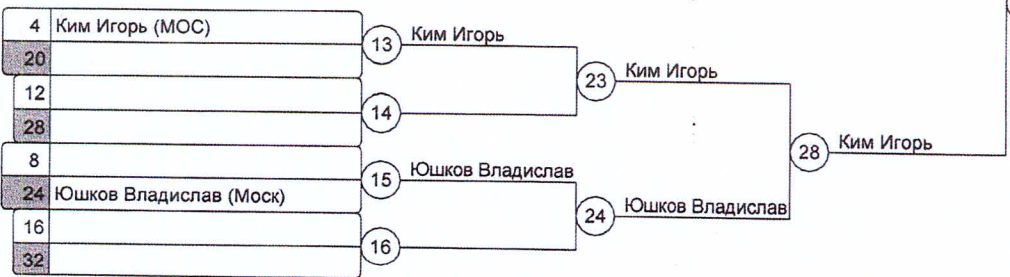 4 Ким Игорь (МОС)
20
12
28
8
24 Юшков Владислав (Моск)
16
32
13 Ким Игорь
14
15 Юшков Владислав
16
23 Ким Игорь
24 Юшков Владислав
28 Ким Игорь